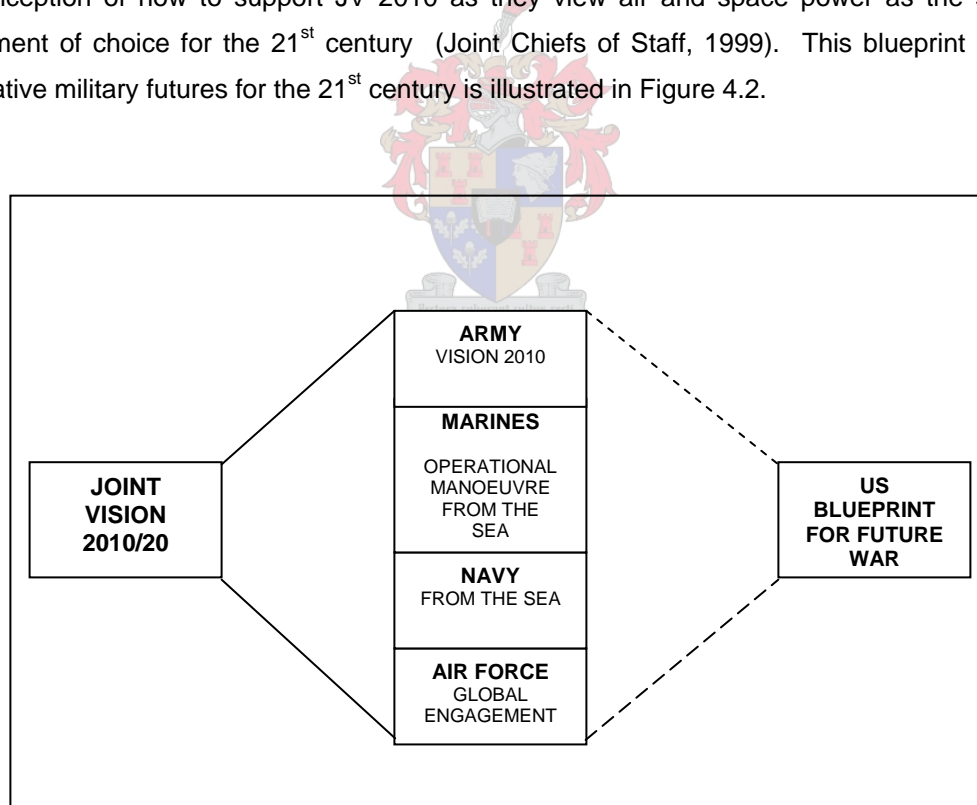 ception of how to support JV 2010 as they view air and space power as the s
ment of choice for the 21st century (Joint Chiefs of Staff, 1999). This blueprint
ative military futures for the 21st century is illustrated in Figure 4.2.
ARMY
VISION 2010
MARINES
OPERATIONAL
MANOEUVRE
FROM THE
SEA
JOINT
VISION
2010/20
US
BLUEPRINT
FOR FUTURE
WAR
NAVY
FROM THE SEA
AIR FORCE
GLOBAL
ENGAGEMENT